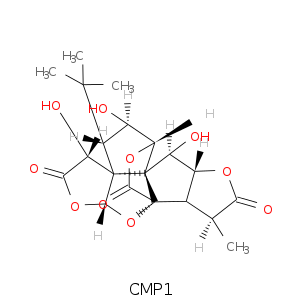 CH₃
H₃C
H₃C CH₃
HO HO H H
H H OH H
O O O
O O O O
H H CH₃
H
CMP1